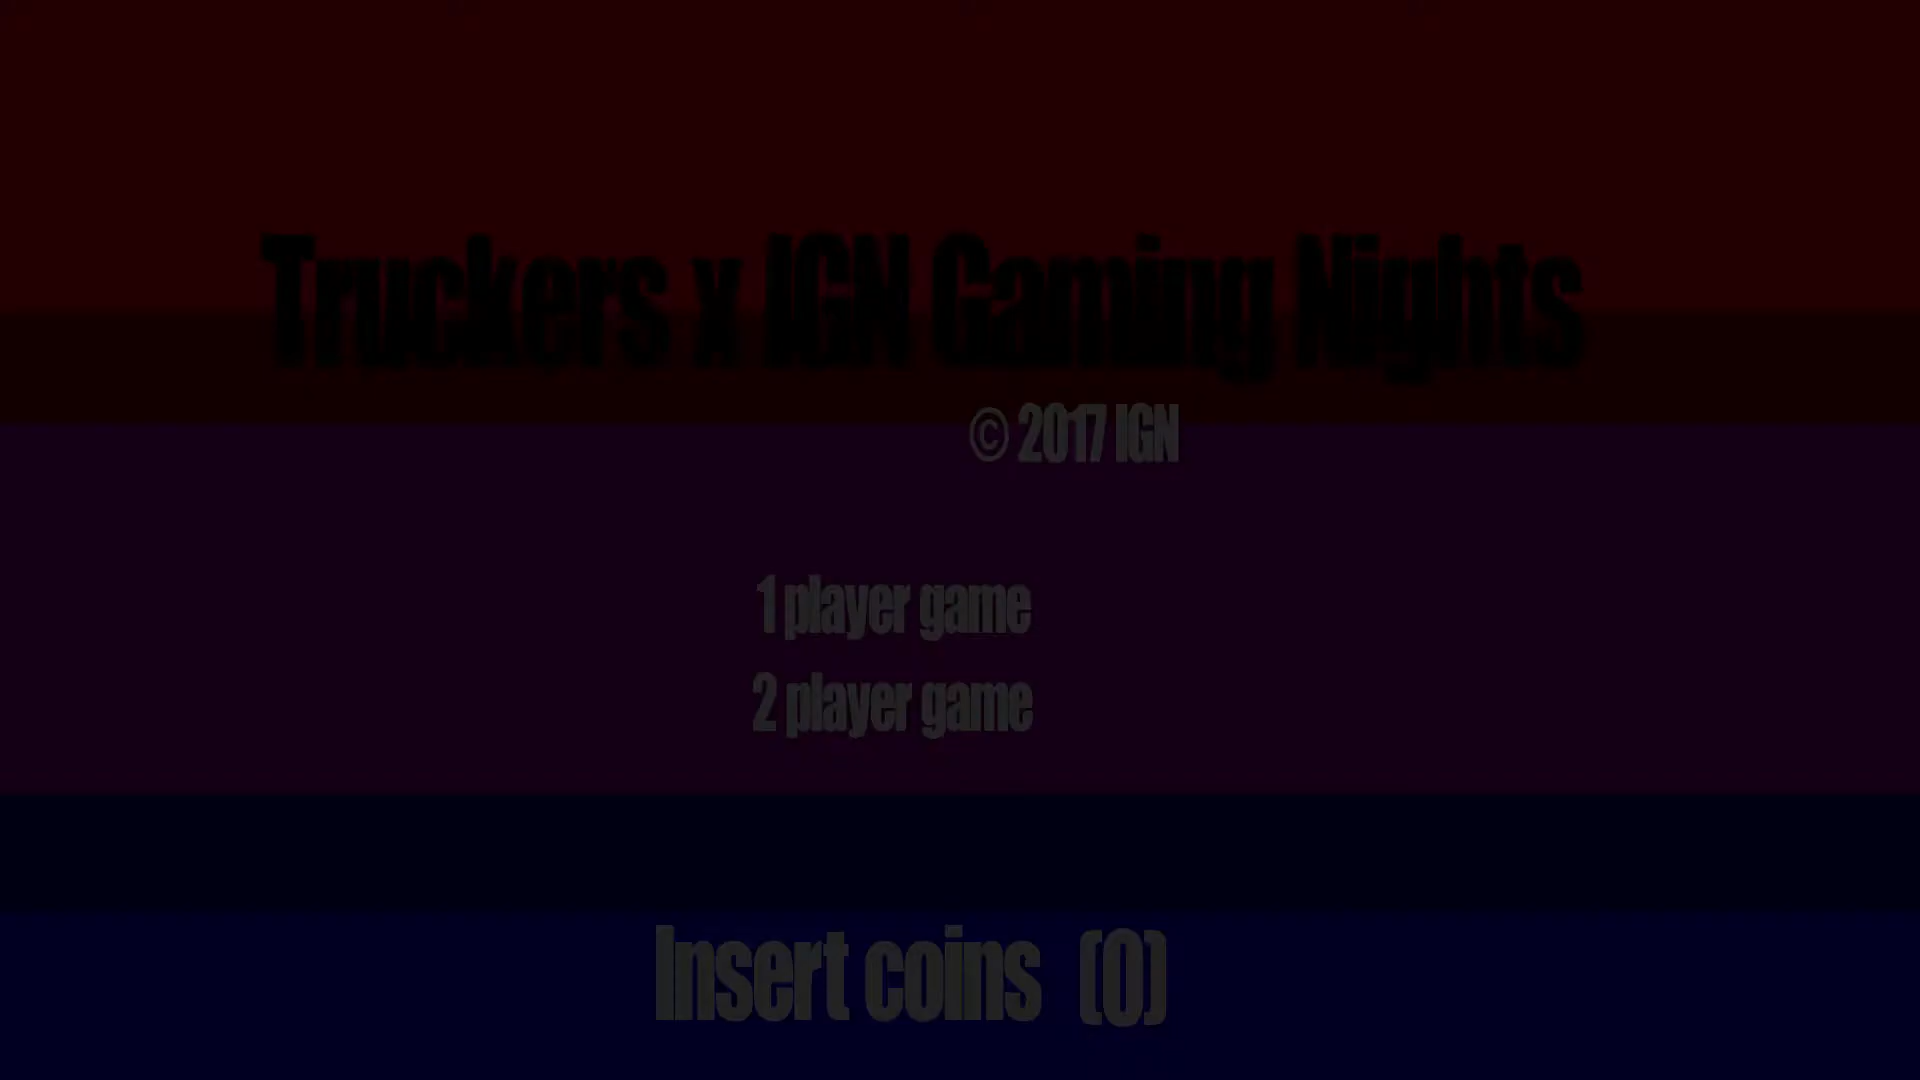 Truckers x IGN Gaming Nights
© 2017 IGN
1 player game
2 player game
Insert coins (0)